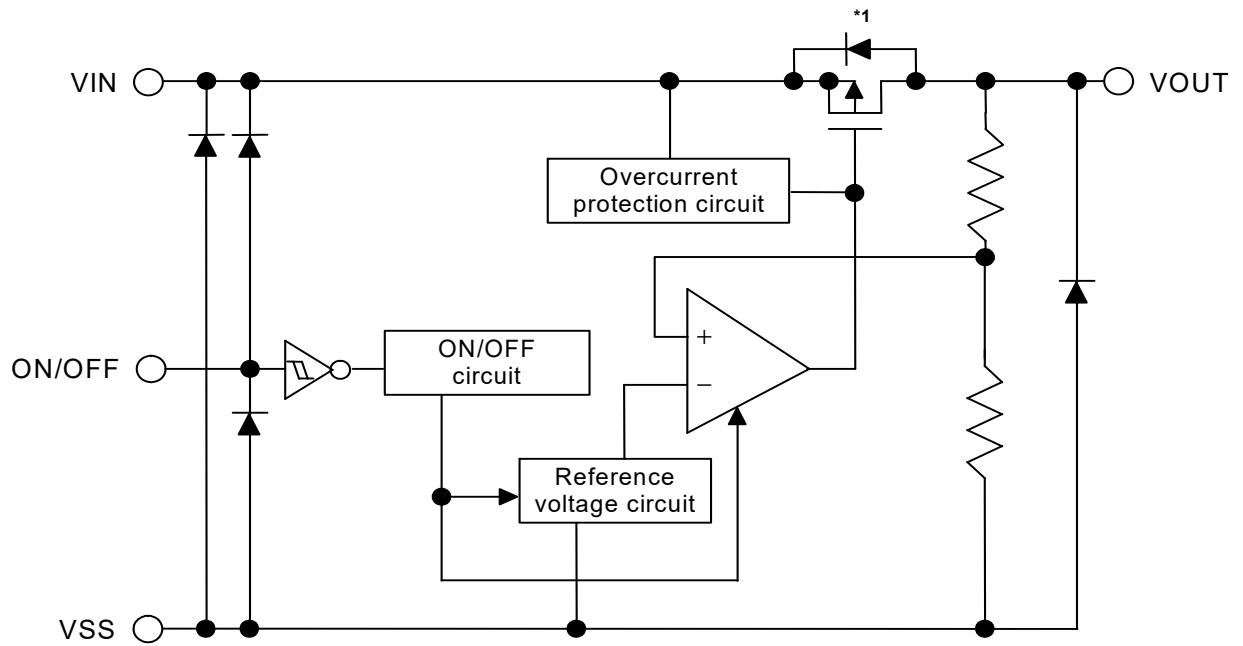 *1
VIN
VOUT
Overcurrent
protection circuit
+
−
ON/OFF
ON/OFF
circuit
Reference
voltage circuit
VSS